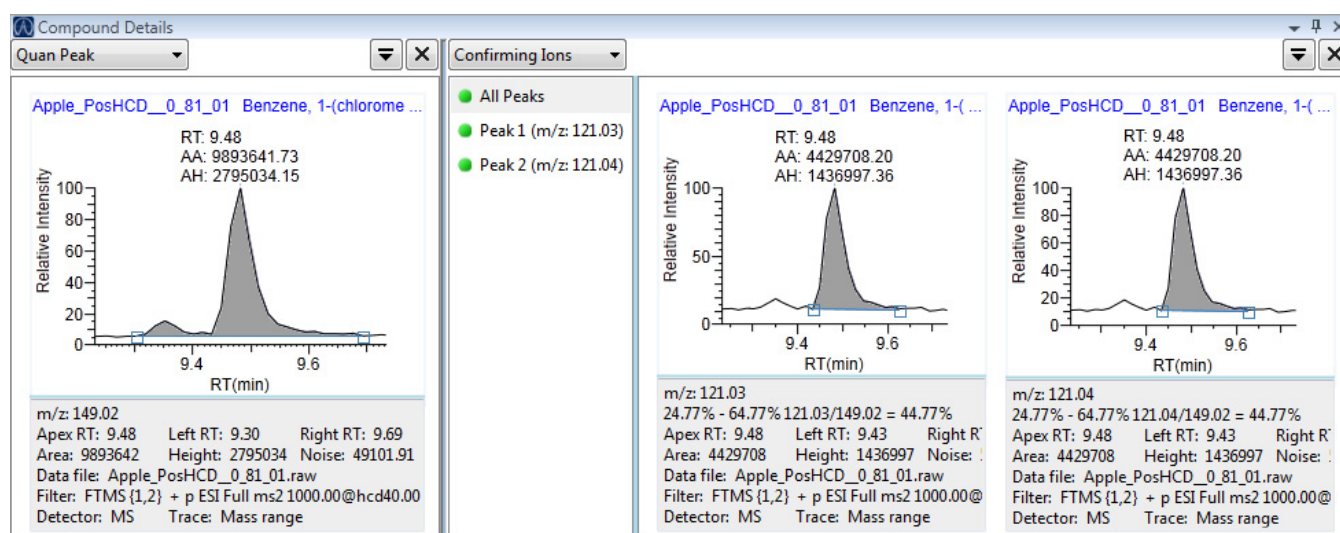 Compound Details
Quan Peak
Confirming Ions
Apple_PosHCD__0_81_01 Benzene, 1-(chlorome ...
RT: 9.48
AA: 9893641.73
AH: 2795034.15
Relative Intensity
100
80
60
40
20
0
9.4
9.6
RT(min)
m/z: 149.02
Apex RT: 9.48 Left RT: 9.30 Right RT: 9.69
Area: 9893642 Height: 2795034 Noise: 49101.91
Data file: Apple_PosHCD__0_81_01.raw
Filter: FTMS {1,2} + p ESI Full ms2 1000.00@hcd40.00
Detector: MS Trace: Mass range
All Peaks
Peak 1 (m/z: 121.03)
Peak 2 (m/z: 121.04)
Apple_PosHCD__0_81_01 Benzene, 1-( ...
RT: 9.48
AA: 4429708.20
AH: 1436997.36
Relative Intensity
100
50
0
9.4
9.6
RT(min)
m/z: 121.03
24.77% - 64.77% 121.03/149.02 = 44.77%
Apex RT: 9.48 Left RT: 9.43 Right
Area: 4429708 Height: 1436997 Noise:
Data file: Apple_PosHCD__0_81_01.raw
Filter: FTMS {1,2} + p ESI Full ms2 1000.00@
Detector: MS Trace: Mass range
Apple_PosHCD__0_81_01 Benzene, 1-( ...
RT: 9.48
AA: 4429708.20
AH: 1436997.36
Relative Intensity
100
80
60
40
20
0
9.4
9.6
RT(min)
m/z: 121.04
24.77% - 64.77% 121.04/149.02 = 44.77%
Apex RT: 9.48 Left RT: 9.43 Right R
Area: 4429708 Height: 1436997 Noise:
Data file: Apple_PosHCD__0_81_01.raw
Filter: FTMS {1,2} + p ESI Full ms2 1000.00@
Detector: MS Trace: Mass range